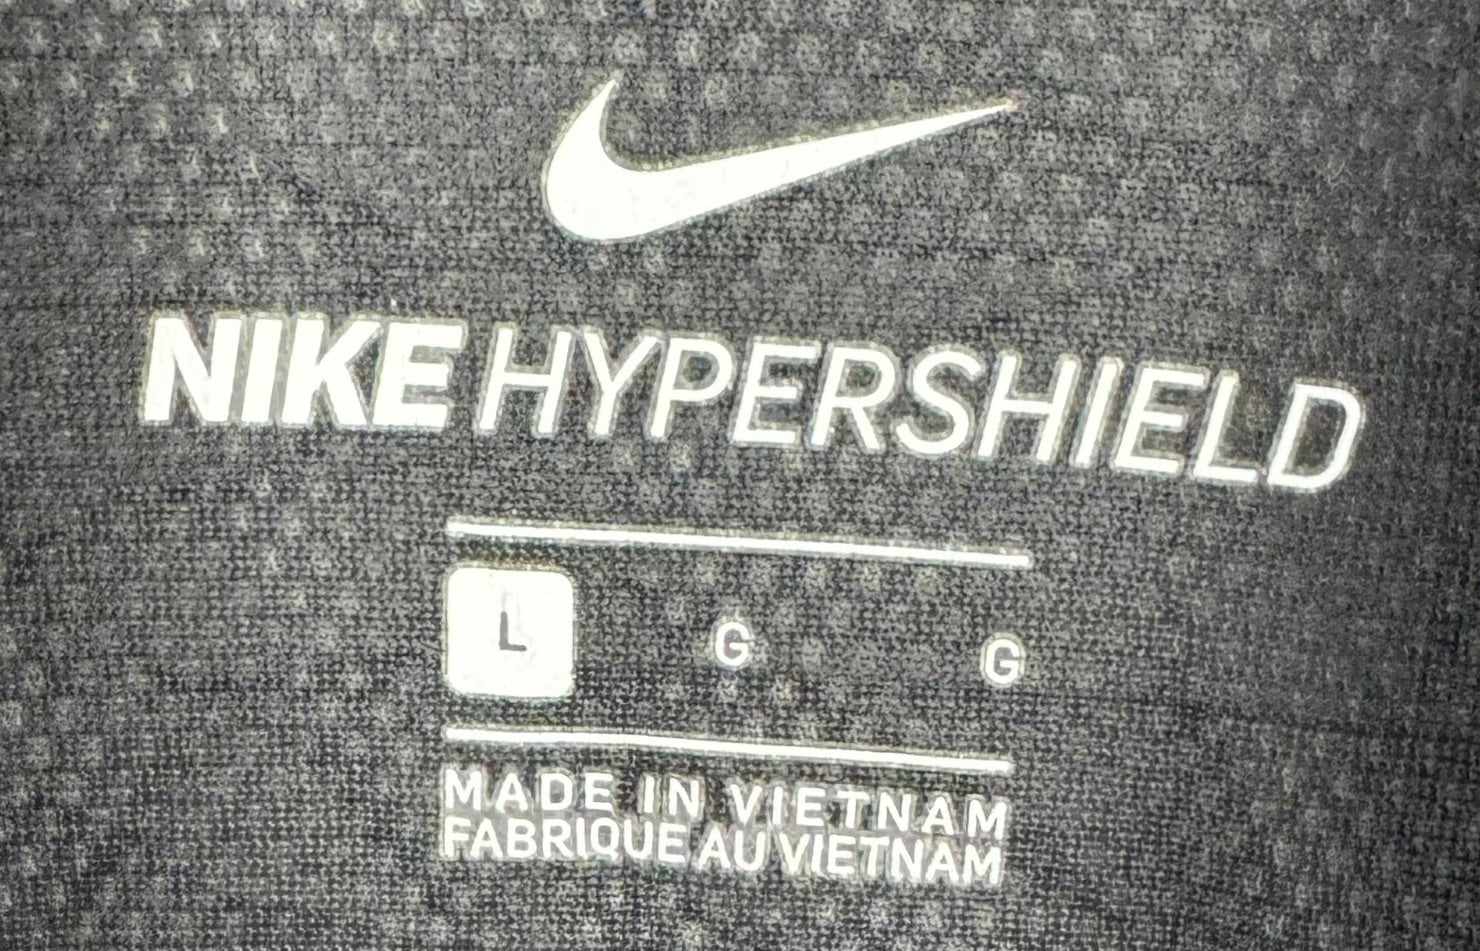 NIKE HYPERSHIELD
L G G
MADE IN VIETNAM
FABRIQUE AU VIETNAM